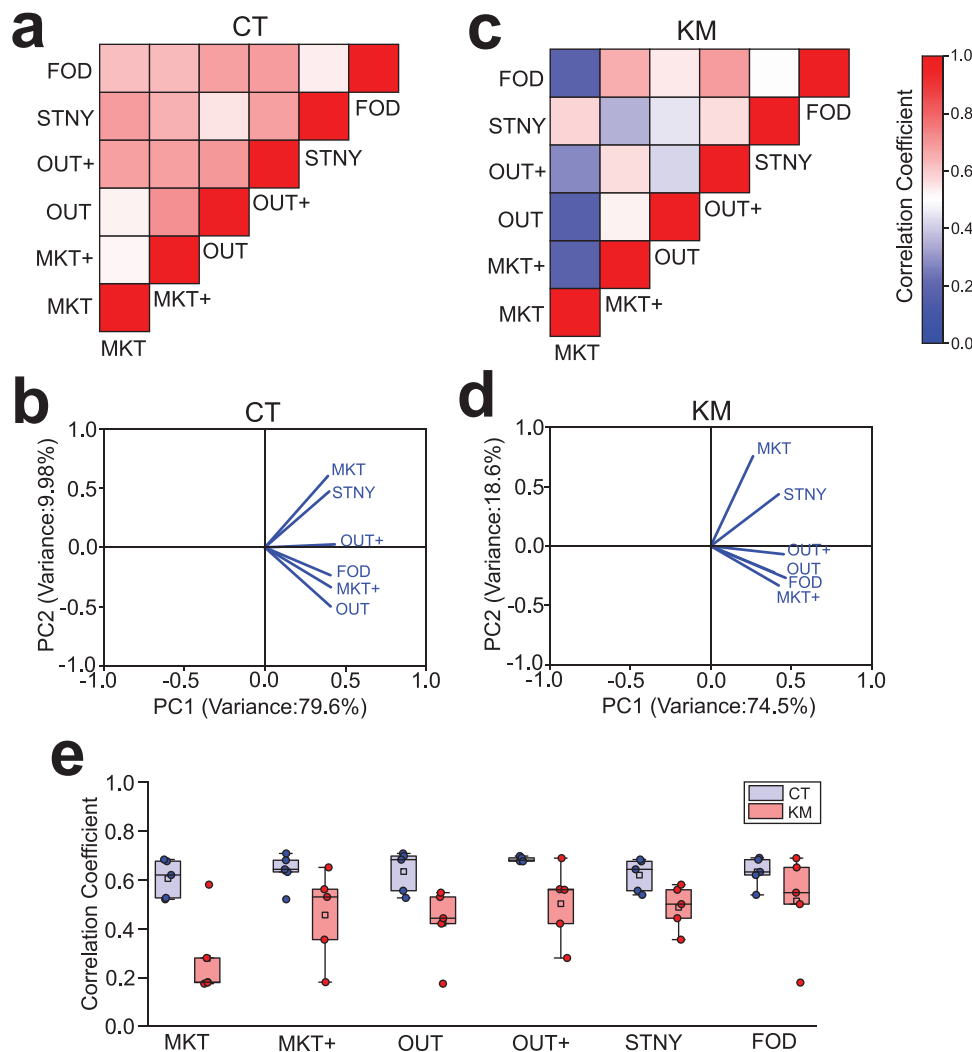 a
CT
FOD
STNY
OUT+
OUT
MKT+
MKT
FOD
STNY
OUT+
OUT
MKT+
MKT
c
KM
FOD
STNY
OUT+
OUT
MKT+
MKT
FOD
STNY
OUT+
OUT
MKT+
MKT
1.0
0.8
0.6
0.4
0.2
0.0
Correlation Coefficient
b
CT
1.0
0.5
0.0
-0.5
-1.0
PC2 (Variance:9.98%)
MKT
STNY
OUT+
FOD
MKT+
OUT
-1.0 -0.5 0.0 0.5 1.0
PC1 (Variance:79.6%)
d
KM
1.0
0.5
0.0
-0.5
-1.0
PC2 (Variance:18.6%)
MKT
STNY
OUT+
OUT
FOD
MKT+
-1.0 -0.5 0.0 0.5 1.0
PC1 (Variance:74.5%)
e
1.0
0.8
0.6
0.4
0.2
0.0
Correlation Coefficient
CT
KM
MKT MKT+ OUT OUT+ STNY FOD